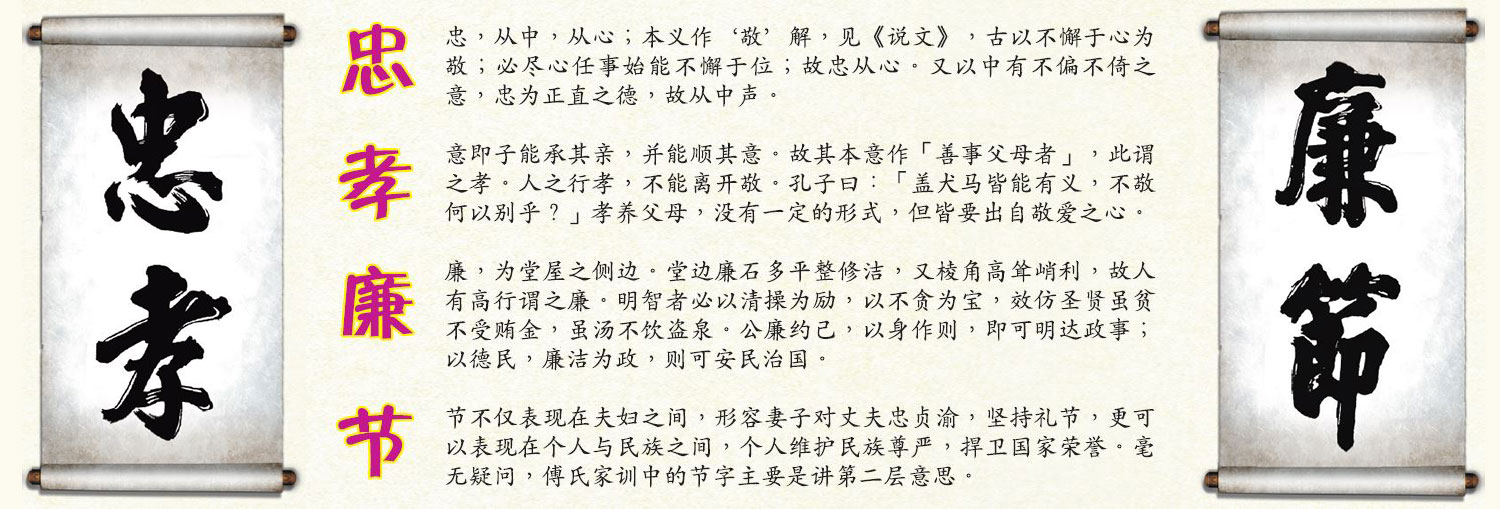 忠孝
忠
忠，从中，从心；本义作‘敬’解，见《说文》，古以不懈于心为
敬；必尽心任事始能不懈于位；故忠从心。又以中有不偏不倚之
意，忠为正直之德，故从中声。
孝
意即子能承其亲，并能顺其意。故其本意作「善事父母者」，此谓
之孝。人之行孝，不能离开敬。孔子曰：「盖犬马皆能有义，不敬
何以别乎？」孝养父母，没有一定的形式，但皆要出自敬爱之心。
廉
廉，为堂屋之侧边。堂边廉石多平整修洁，又棱角高耸峭利，故人
有高行谓之廉。明智者必以清操为励，以不贪为宝，效仿圣贤虽贫
不受贿金，虽汤不饮盗泉。公廉约己，以身作则，即可明达政事；
以德民，廉洁为政，则可安民治国。
节
节不仅表现在夫妇之间，形容妻子对丈夫忠贞渝，坚持礼节，更可
以表现在个人与民族之间，个人维护民族尊严，捍卫国家荣誉。毫
无疑问，傅氏家训中的节字主要是讲第二层意思。
廉節